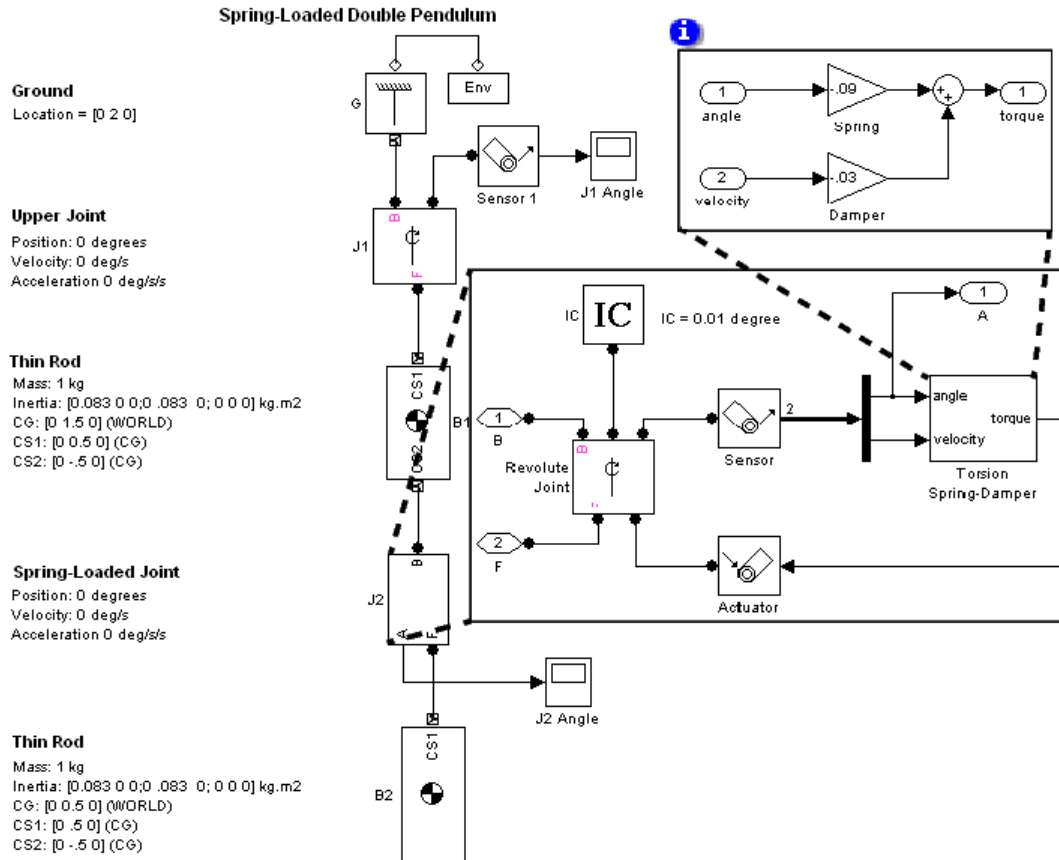 Spring-Loaded Double Pendulum
i
Ground
Location = [0 2 0]
G
Env
Sensor 1
J1 Angle
1
angle
-.09
Spring
1
torque
2
velocity
-.03
Damper
Upper Joint
Position: 0 degrees
Velocity: 0 deg/s
Acceleration 0 deg/s/s
J1
B
F
Thin Rod
Mass: 1 kg
Inertia: [0.083 0 0;0 .083 0; 0 0 0] kg.m2
CG: [0 1.5 0] (WORLD)
CS1: [0 0.5 0] (CG)
CS2: [0 -.5 0] (CG)
CS1
CS2
B1
IC
IC
IC = 0.01 degree
1
A
1
B
B
F
Revolute
Joint
2
F
Sensor
2
angle
velocity
torque
Torsion
Spring-Damper
Actuator
Spring-Loaded Joint
Position: 0 degrees
Velocity: 0 deg/s
Acceleration 0 deg/s/s
J2
B
A
F
J2 Angle
Thin Rod
Mass: 1 kg
Inertia: [0.083 0 0;0 .083 0; 0 0 0] kg.m2
CG: [0 0.5 0] (WORLD)
CS1: [0 .5 0] (CG)
CS2: [0 -.5 0] (CG)
B2
CS1